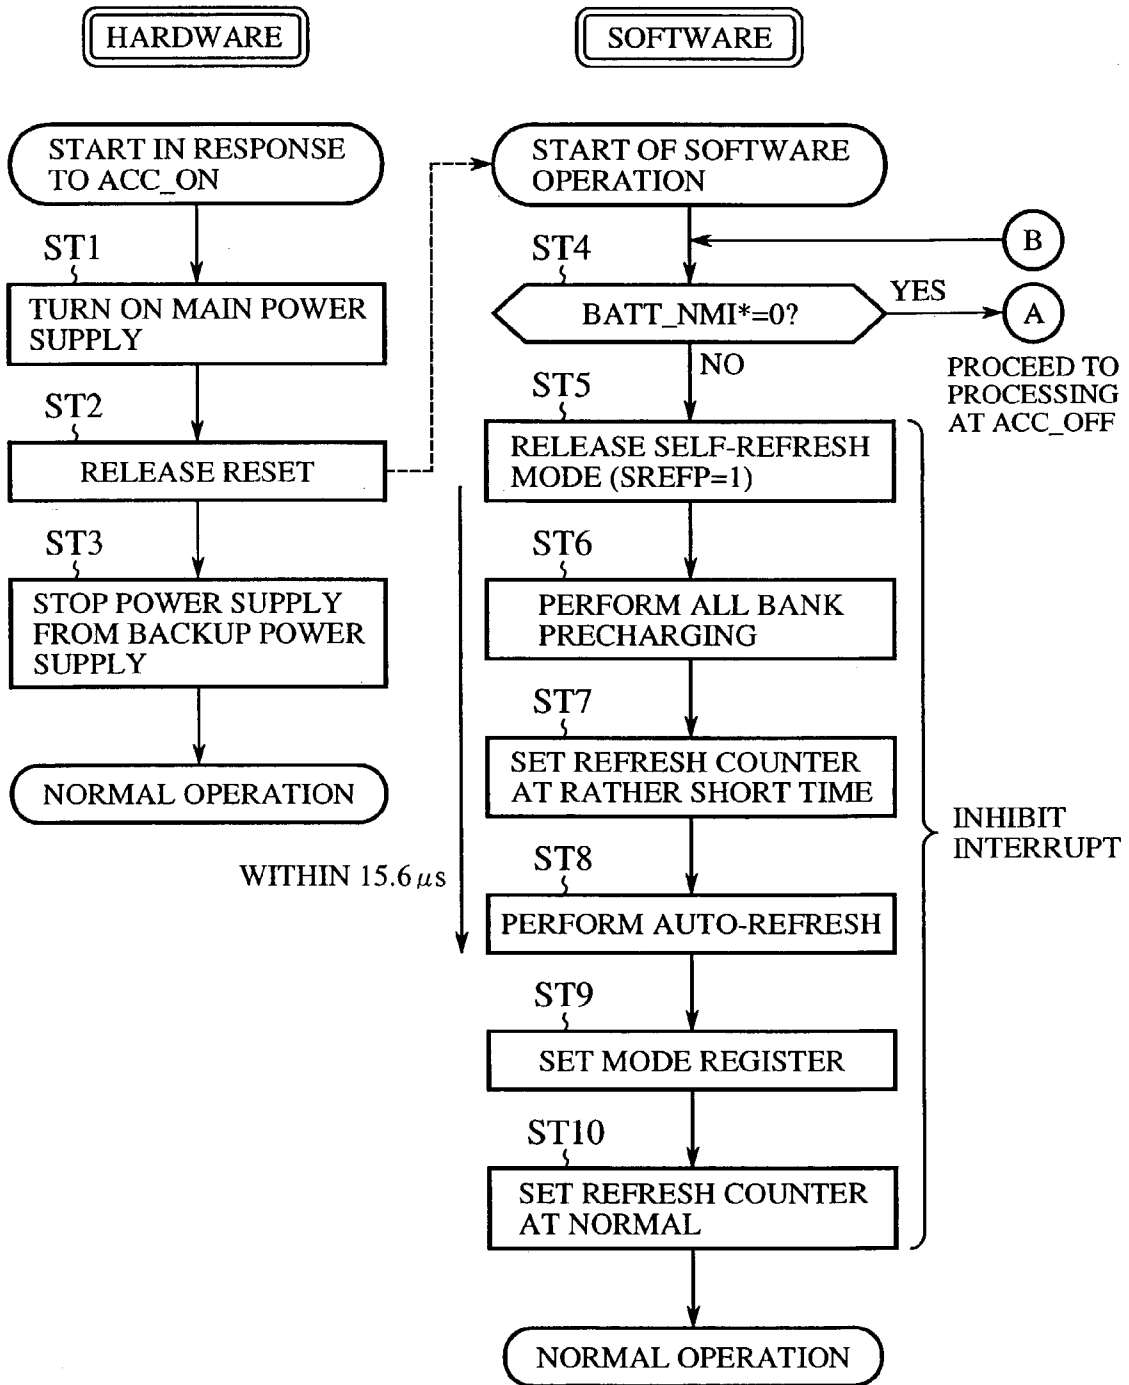 HARDWARE
START IN RESPONSE
TO ACC_ON
ST1
TURN ON MAIN POWER
SUPPLY
ST2
RELEASE RESET
ST3
STOP POWER SUPPLY
FROM BACKUP POWER
SUPPLY
NORMAL OPERATION
SOFTWARE
START OF SOFTWARE
OPERATION
B
ST4
BATT_NMI*=0?
YES
A
PROCEED TO
PROCESSING
AT ACC_OFF
NO
ST5
RELEASE SELF-REFRESH
MODE (SREFP=1)
ST6
PERFORM ALL BANK
PRECHARGING
ST7
SET REFRESH COUNTER
AT RATHER SHORT TIME
INHIBIT
INTERRUPT
WITHIN 15.6 μs
ST8
PERFORM AUTO-REFRESH
ST9
SET MODE REGISTER
ST10
SET REFRESH COUNTER
AT NORMAL
NORMAL OPERATION